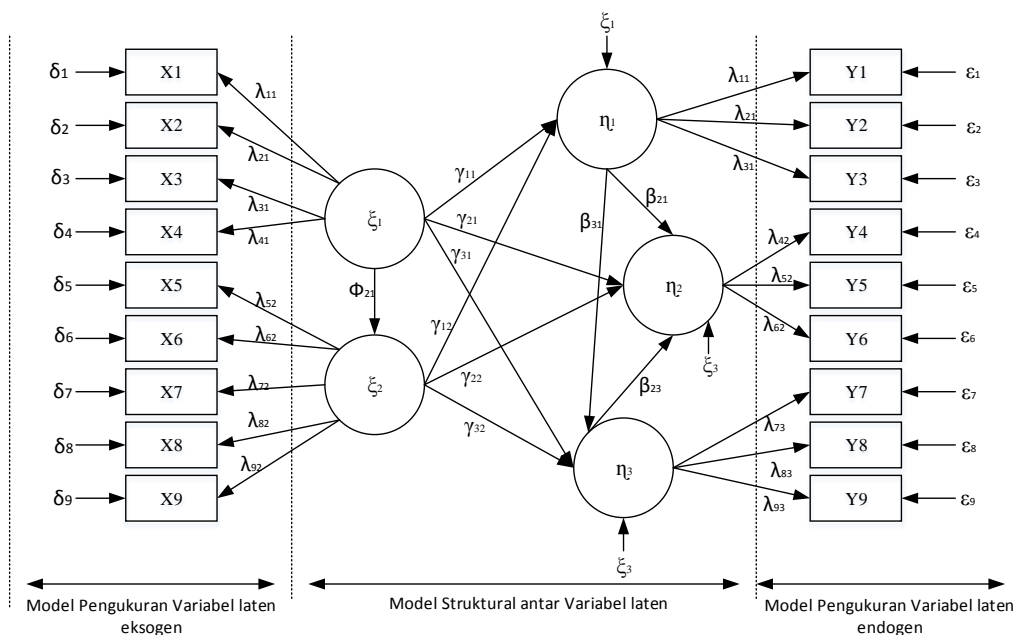 ξ1
δ1
X1
λ11
λ11
Y1
ε1
δ2
X2
λ21
η1
λ21
Y2
ε2
δ3
X3
λ31
γ11
λ31
Y3
ε3
δ4
X4
λ41
ξ1
γ21
β31
β21
λ42
Y4
ε4
δ5
X5
λ52
Φ21
γ31
η2
λ52
Y5
ε5
δ6
X6
λ62
γ12
ξ3
λ62
Y6
ε6
δ7
X7
λ72
ξ2
γ22
β23
λ73
Y7
ε7
δ8
X8
λ82
γ32
η3
λ83
Y8
ε8
δ9
X9
λ92
λ93
Y9
ε9
ξ3
Model Pengukuran Variabel laten
eksogen
Model Struktural antar Variabel laten
Model Pengukuran Variabel laten
endogen